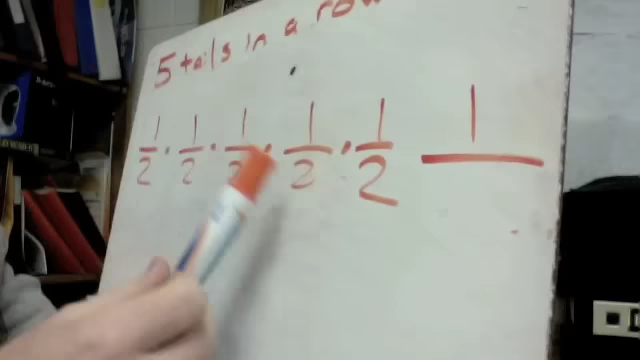 5 tails in a row
1/2 · 1/2 · 1/2 · 1/2 · 1/2 1/